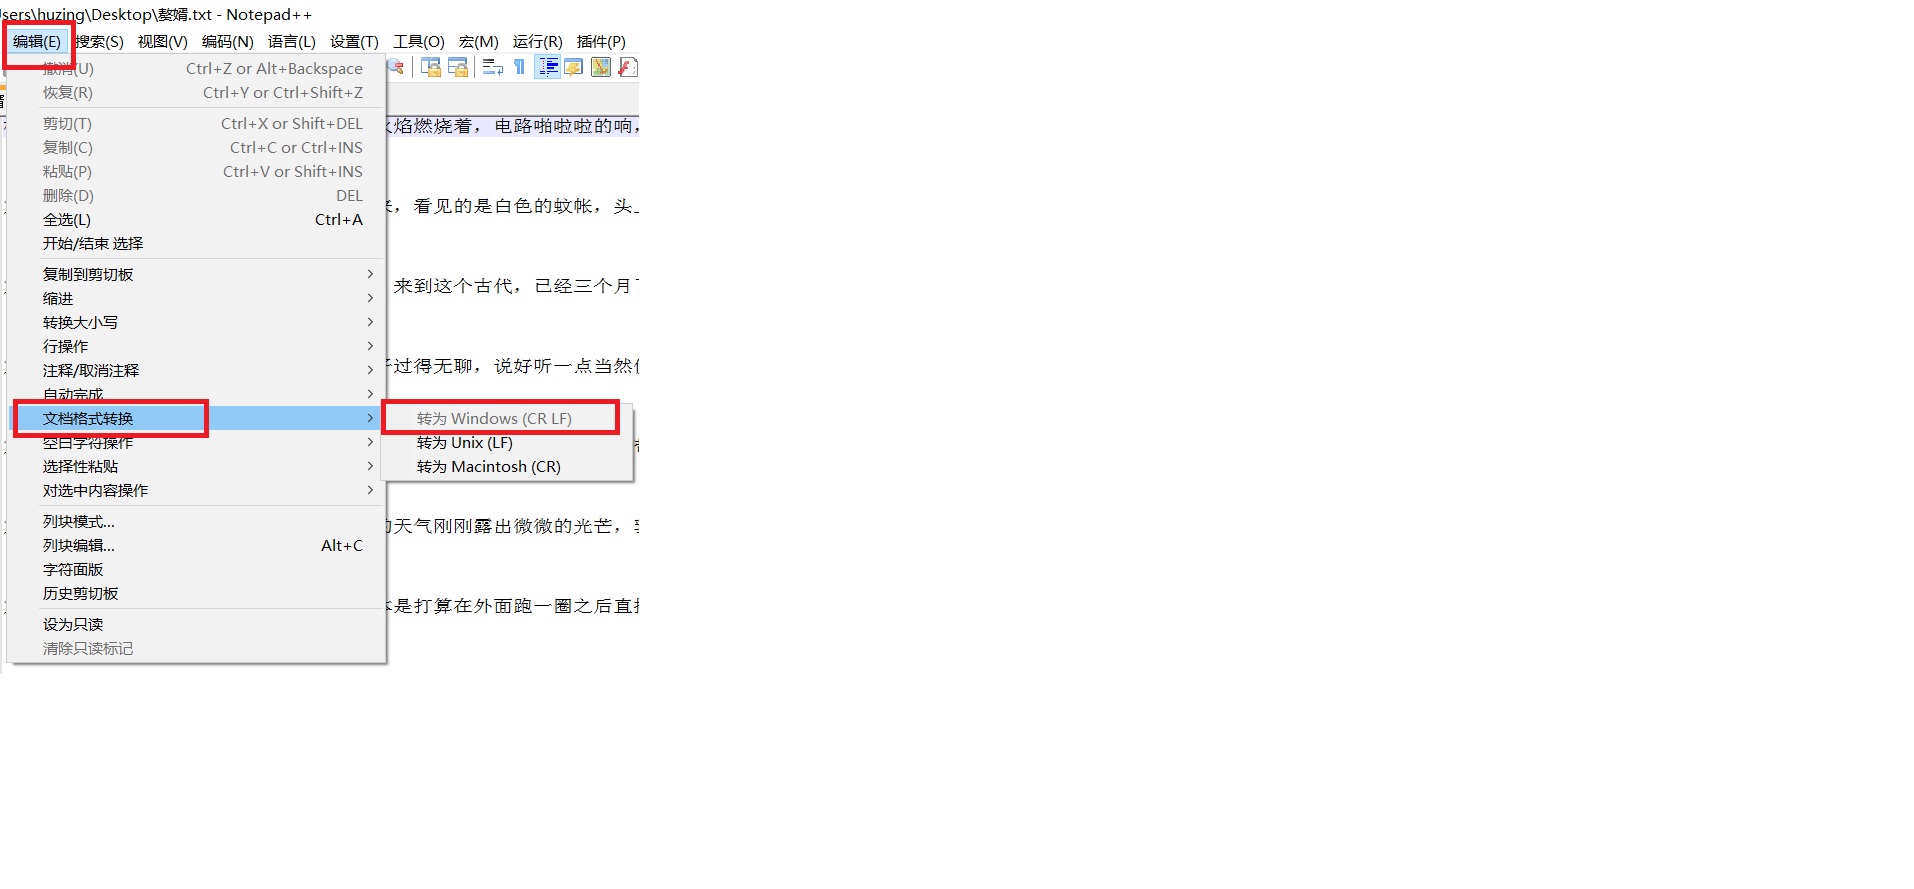 sers\huzing\Desktop\嫠婿.txt - Notepad++
编辑(E) 搜索(S) 视图(V) 编码(N) 语言(L) 设置(T) 工具(O) 宏(M) 运行(R) 插件(P)
撤消(U) Ctrl+Z or Alt+Backspace
恢复(R) Ctrl+Y or Ctrl+Shift+Z
剪切(T) Ctrl+X or Shift+DEL
火焰燃烧着，电路啪啦啦的响，
复制(C) Ctrl+C or Ctrl+INS
粘贴(P) Ctrl+V or Shift+INS
删除(D) DEL
来，看见的是白色的蚊帐，头上
全选(L) Ctrl+A
开始/结束 选择
复制到剪切板
来到这个古代，已经三个月了
缩进
转换大小写
行操作
注释/取消注释
过得无聊，说好听一点当然
自动完成
文档格式转换
转为 Windows (CR LF)
空白字符操作
转为 Unix (LF)
选择性粘贴
转为 Macintosh (CR)
对选中内容操作
列块模式...
的天气刚刚露出微微的光芒，
列块编辑... Alt+C
字符面版
历史剪切板
本是打算在外面跑一圈之后直接
设为只读
清除只读标记